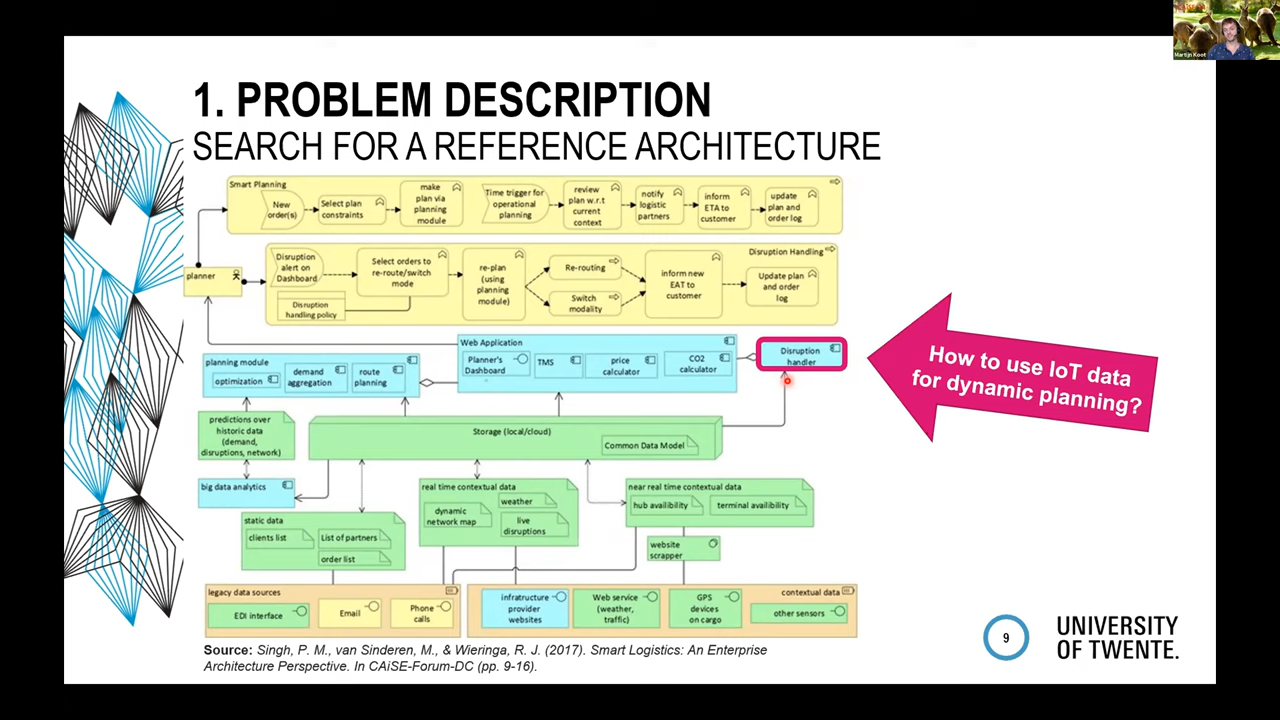 Martijn Koot
1. PROBLEM DESCRIPTION
SEARCH FOR A REFERENCE ARCHITECTURE
Smart Planning
New
order(s)
Select plan
constraints
make
plan via
planning
module
Time trigger for
operational
planning
review
plan w.r.t
current
context
notify
logistic
partners
inform
ETA to
customer
update
plan and
order log
planner
Disruption Handling
Disruption
alert on
Dashboard
Select orders to
re-route/switch
mode
Disruption
handling policy
re-plan
(using
planning
module)
Re-routing
Switch
modality
inform new
EAT to
customer
Update plan
and order
log
planning module
optimization
demand
aggregation
route
planning
Web Application
Planner's
Dashboard
TMS
price
calculator
CO2
calculator
Disruption
handler
How to use IoT data
for dynamic planning?
predictions over
historic data
(demand,
disruptions, network)
Storage (local/cloud)
Common Data Model
big data analytics
static data
clients list
List of partners
order list
real time contextual data
weather
dynamic
network map
live
disruptions
near real time contextual data
hub availibility
terminal availibility
website
scrapper
legacy data sources
EDI interface
Email
Phone
calls
infratructure
provider
websites
Web service
(weather,
traffic)
GPS
devices
on cargo
contextual data
other sensors
Source: Singh, P. M., van Sinderen, M., & Wieringa, R. J. (2017). Smart Logistics: An Enterprise
Architecture Perspective. In CAiSE-Forum-DC (pp. 9-16).
9
UNIVERSITY
OF TWENTE.